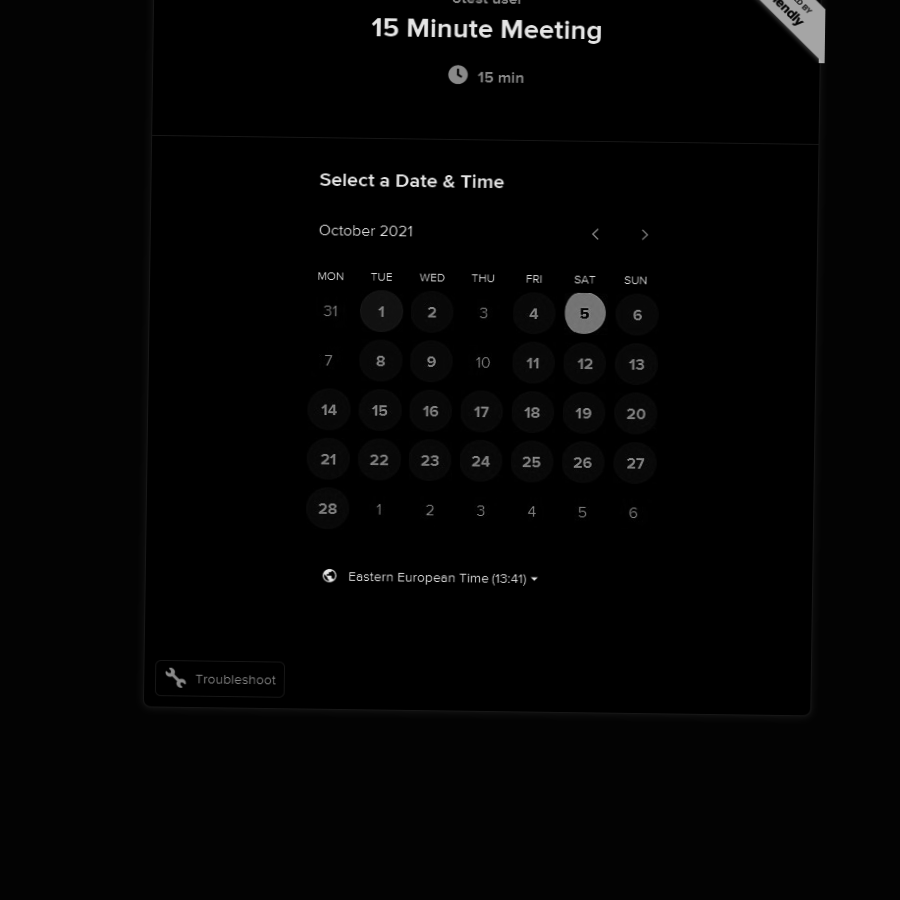 15 Minute Meeting
15 min
Select a Date & Time
October 2021
MON TUE WED THU FRI SAT SUN
31 1 2 3 4 5 6
7 8 9 10 11 12 13
14 15 16 17 18 19 20
21 22 23 24 25 26 27
28 1 2 3 4 5 6
Eastern European Time (13:41)
Troubleshoot